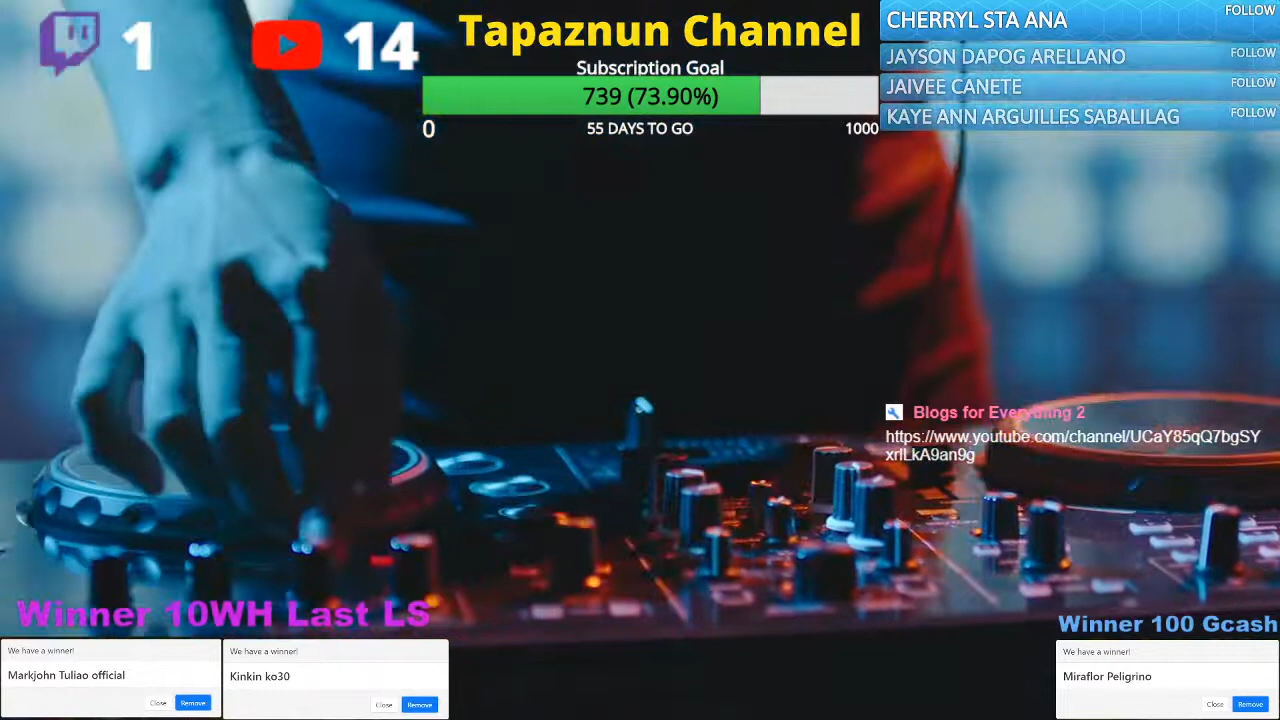 1
14
Tapaznun Channel
Subscription Goal
739 (73.90%)
0
55 DAYS TO GO
1000
CHERRYL STA ANA
FOLLOW
JAYSON DAPOG ARELLANO
FOLLOW
JAIVEE CANETE
FOLLOW
KAYE ANN ARGUILLES SABALILAG
FOLLOW
Blogs for Everything 2
https://www.youtube.com/channel/UCaY85qQ7bgSY
xrlLkA9an9g
Winner 10WH Last LS
We have a winner!
Markjohn Tuliao official
Close
Remove
We have a winner!
Kinkin ko30
Close
Remove
Winner 100 Gcash
We have a winner!
Miraflor Peligrino
Close
Remove